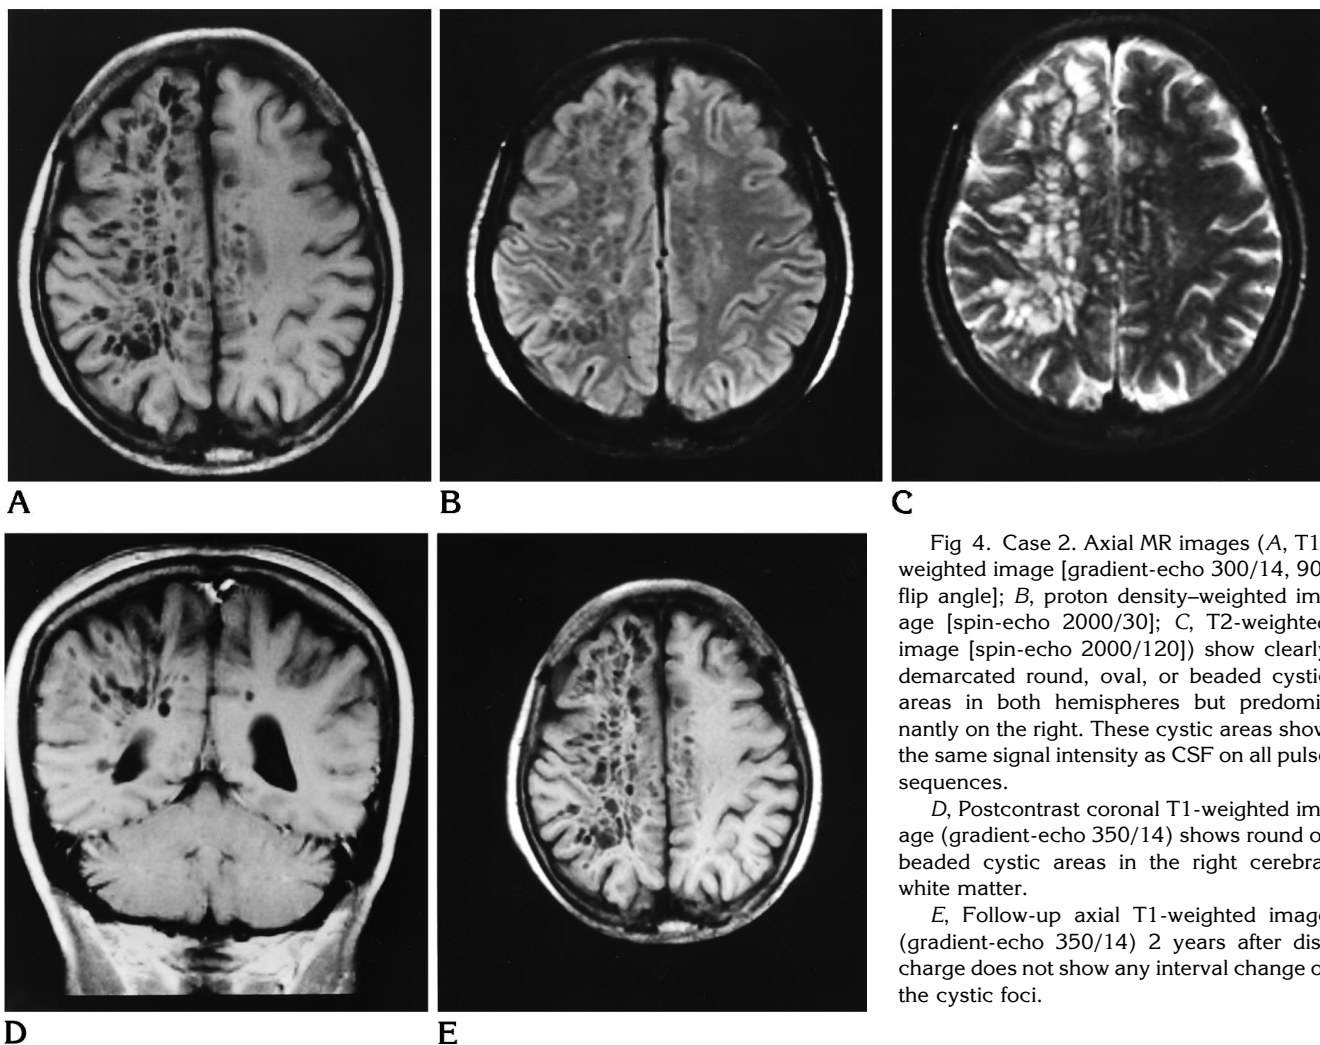 A
B
C
D
E
Fig 4. Case 2. Axial MR images (A, T1
weighted image [gradient-echo 300/14, 90
flip angle]; B, proton density–weighted im
age [spin-echo 2000/30]; C, T2-weighted
image [spin-echo 2000/120]) show clearly
demarcated round, oval, or beaded cystic
areas in both hemispheres but predomi
nantly on the right. These cystic areas show
the same signal intensity as CSF on all pulse
sequences.
D, Postcontrast coronal T1-weighted im
age (gradient-echo 350/14) shows round o
beaded cystic areas in the right cerebra
white matter.
E, Follow-up axial T1-weighted image
(gradient-echo 350/14) 2 years after dis
charge does not show any interval change o
the cystic foci.